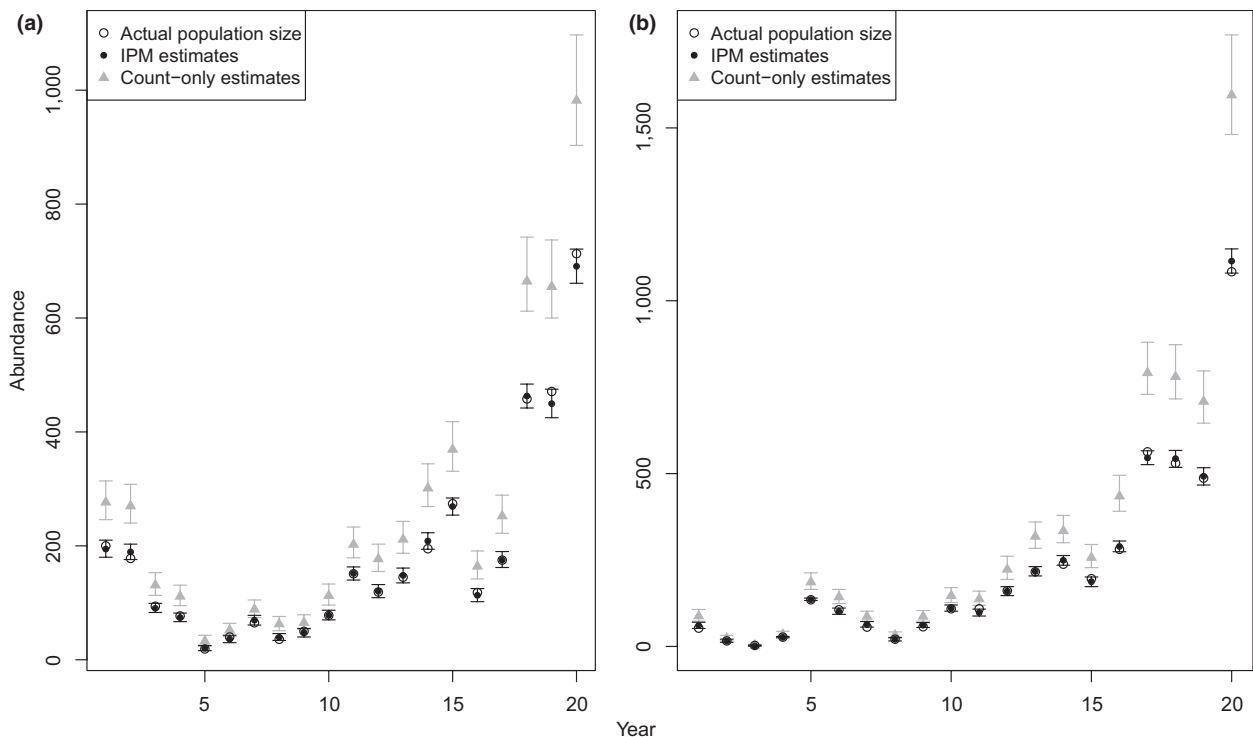 (a)
Actual population size
IPM estimates
Count−only estimates
1,000
800
600
400
200
0
Abundance
5
10
15
20
(b)
Actual population size
IPM estimates
Count−only estimates
1,500
1,000
500
0
5
10
15
20
Year